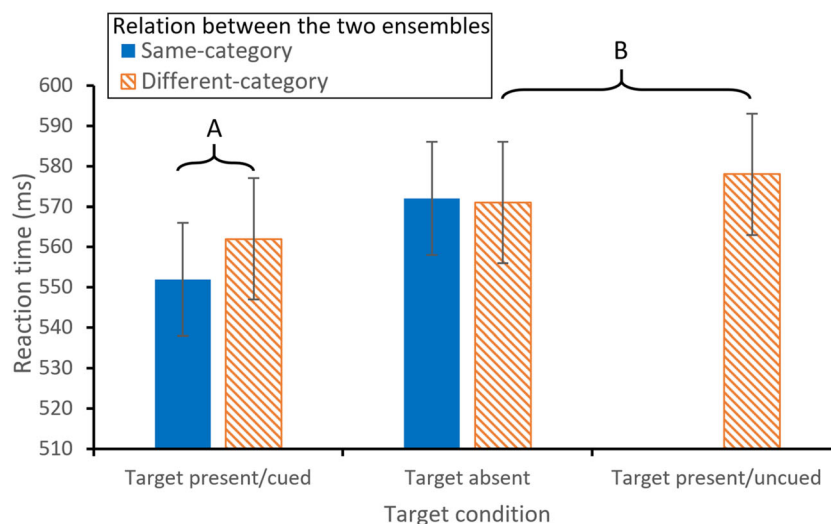 Relation between the two ensembles
Same-category
Different-category
A
B
Reaction time (ms)
600
590
580
570
560
550
540
530
520
510
Target present/cued
Target absent
Target present/uncued
Target condition